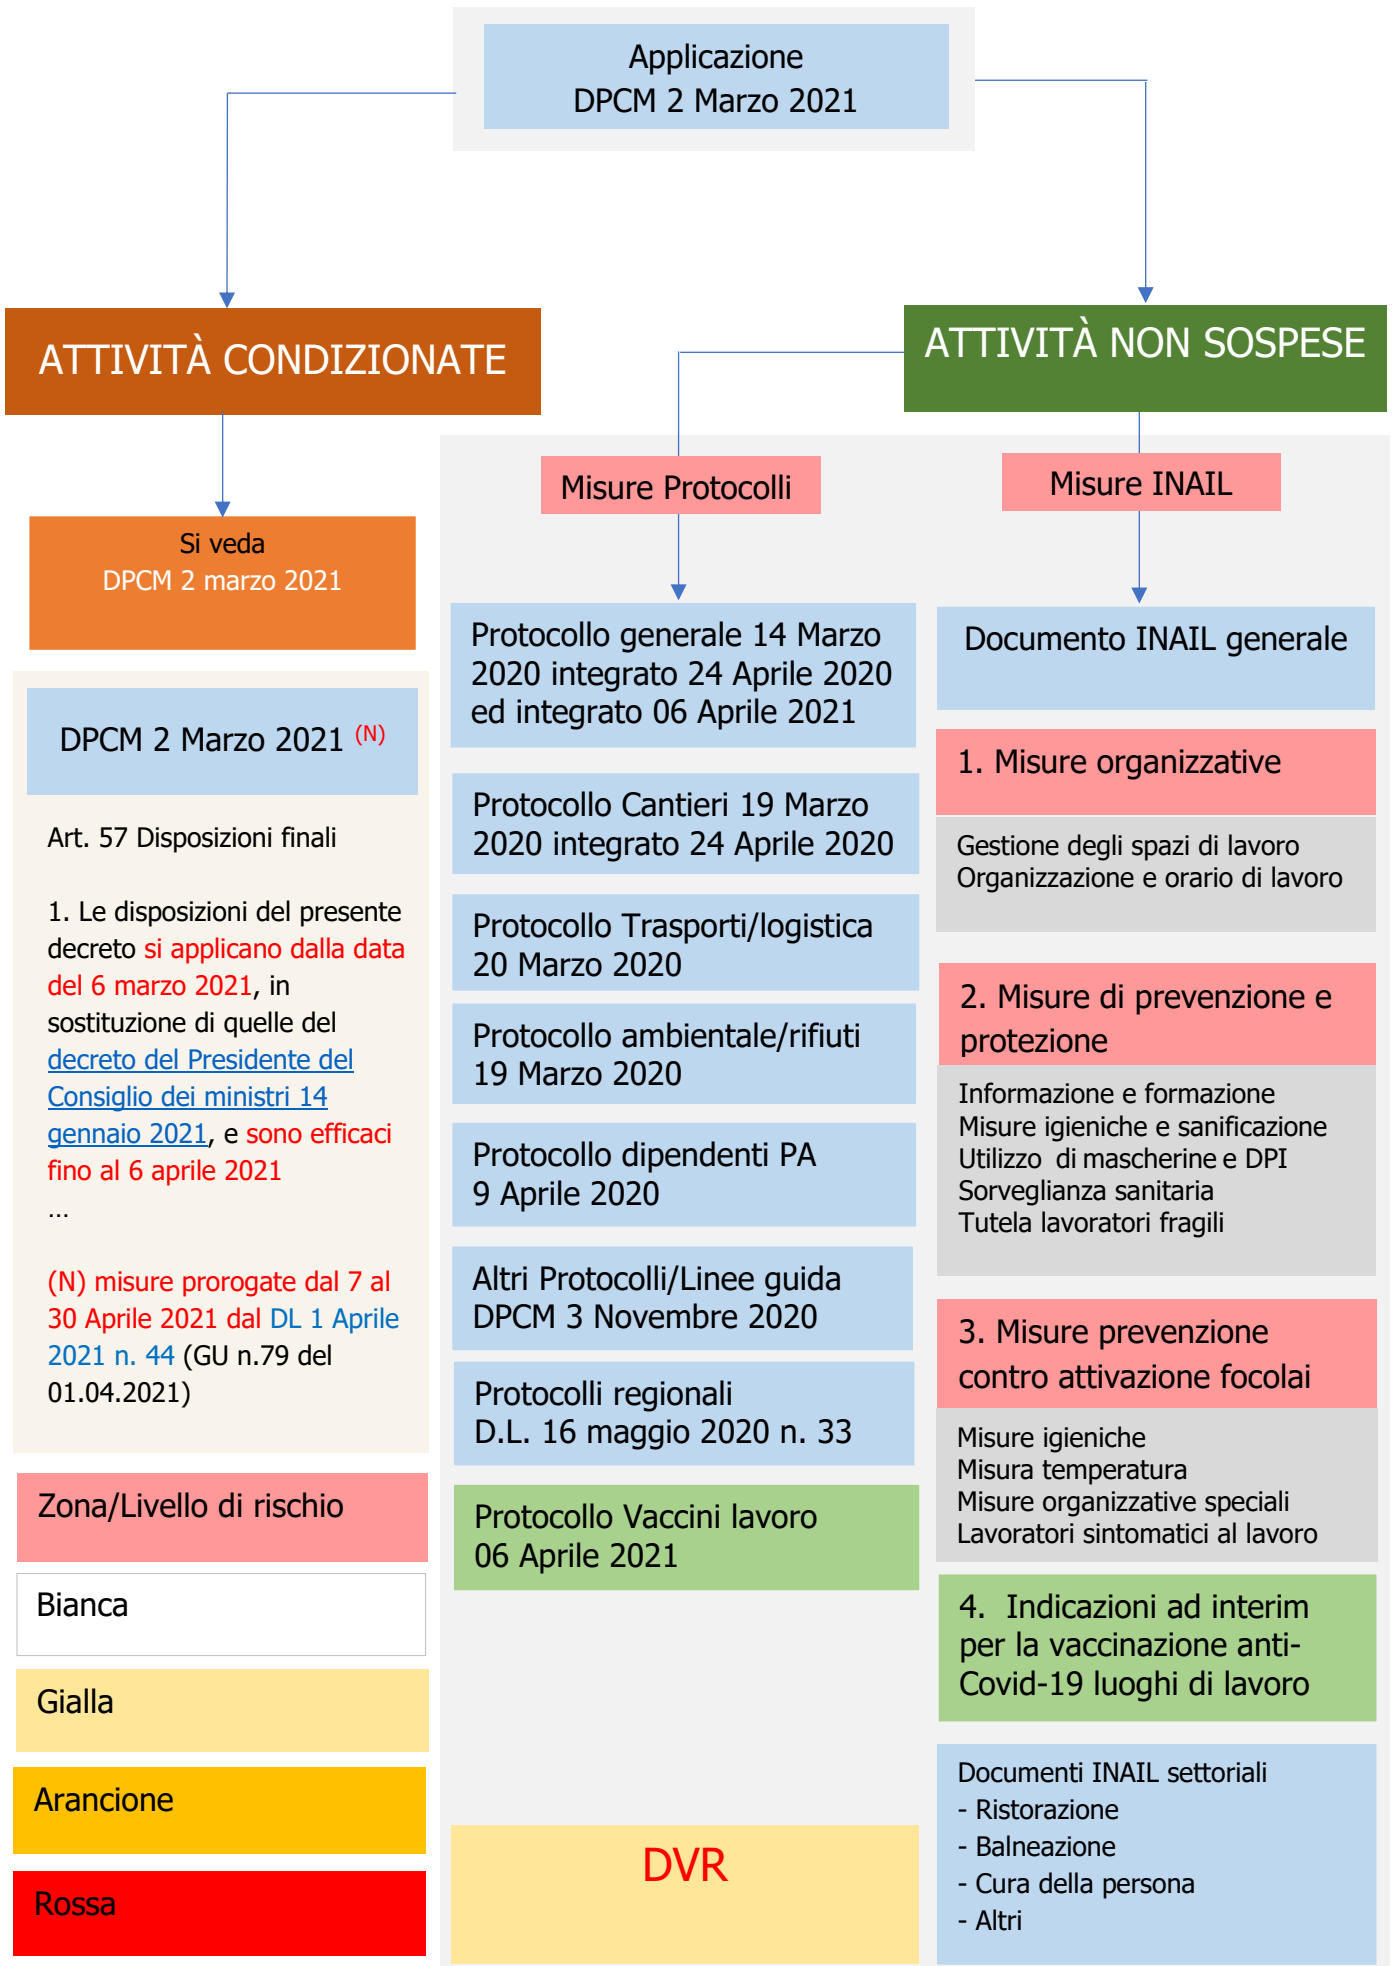 Applicazione
DPCM 2 Marzo 2021
ATTIVITÀ CONDIZIONATE
ATTIVITÀ NON SOSPESE
Si veda
DPCM 2 marzo 2021
DPCM 2 Marzo 2021 (N)
Art. 57 Disposizioni finali
1. Le disposizioni del presente
decreto si applicano dalla data
del 6 marzo 2021, in
sostituzione di quelle del
decreto del Presidente del
Consiglio dei ministri 14
gennaio 2021, e sono efficaci
fino al 6 aprile 2021
…
(N) misure prorogate dal 7 al
30 Aprile 2021 dal DL 1 Aprile
2021 n. 44 (GU n.79 del
01.04.2021)
Zona/Livello di rischio
Bianca
Gialla
Arancione
Rossa
Misure Protocolli
Protocollo generale 14 Marzo
2020 integrato 24 Aprile 2020
ed integrato 06 Aprile 2021
Protocollo Cantieri 19 Marzo
2020 integrato 24 Aprile 2020
Protocollo Trasporti/logistica
20 Marzo 2020
Protocollo ambientale/rifiuti
19 Marzo 2020
Protocollo dipendenti PA
9 Aprile 2020
Altri Protocolli/Linee guida
DPCM 3 Novembre 2020
Protocolli regionali
D.L. 16 maggio 2020 n. 33
Protocollo Vaccini lavoro
06 Aprile 2021
DVR
Misure INAIL
Documento INAIL generale
1. Misure organizzative
Gestione degli spazi di lavoro
Organizzazione e orario di lavoro
2. Misure di prevenzione e
protezione
Informazione e formazione
Misure igieniche e sanificazione
Utilizzo di mascherine e DPI
Sorveglianza sanitaria
Tutela lavoratori fragili
3. Misure prevenzione
contro attivazione focolai
Misure igieniche
Misura temperatura
Misure organizzative speciali
Lavoratori sintomatici al lavoro
4. Indicazioni ad interim
per la vaccinazione anti-
Covid-19 luoghi di lavoro
Documenti INAIL settoriali
- Ristorazione
- Balneazione
- Cura della persona
- Altri